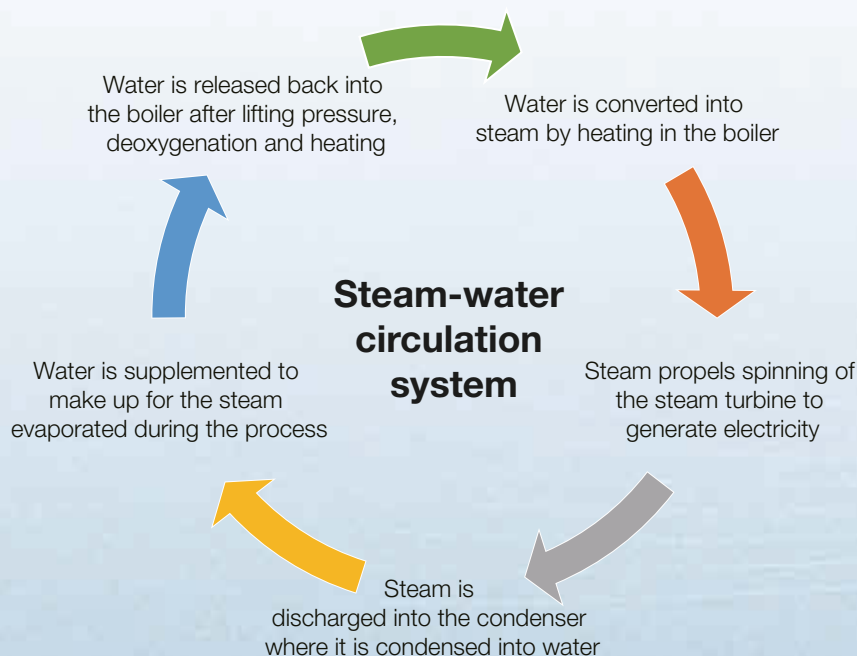 Water is released back into
the boiler after lifting pressure,
deoxygenation and heating
Water is converted into
steam by heating in the boiler
Steam-water
circulation
system
Water is supplemented to
make up for the steam
evaporated during the process
Steam propels spinning of
the steam turbine to
generate electricity
Steam is
discharged into the condenser
where it is condensed into water